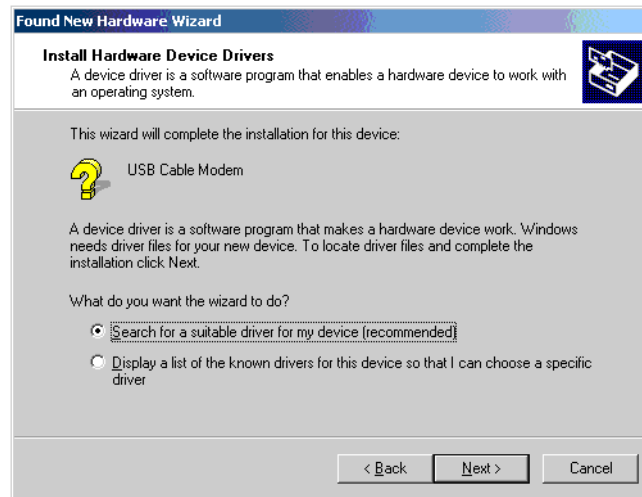 Found New Hardware Wizard
Install Hardware Device Drivers
A device driver is a software program that enables a hardware device to work with
an operating system.
This wizard will complete the installation for this device:
USB Cable Modem
A device driver is a software program that makes a hardware device work. Windows
needs driver files for your new device. To locate driver files and complete the
installation click Next.
What do you want the wizard to do?
Search for a suitable driver for my device (recommended)
Display a list of the known drivers for this device so that I can choose a specific
driver
< Back
Next >
Cancel